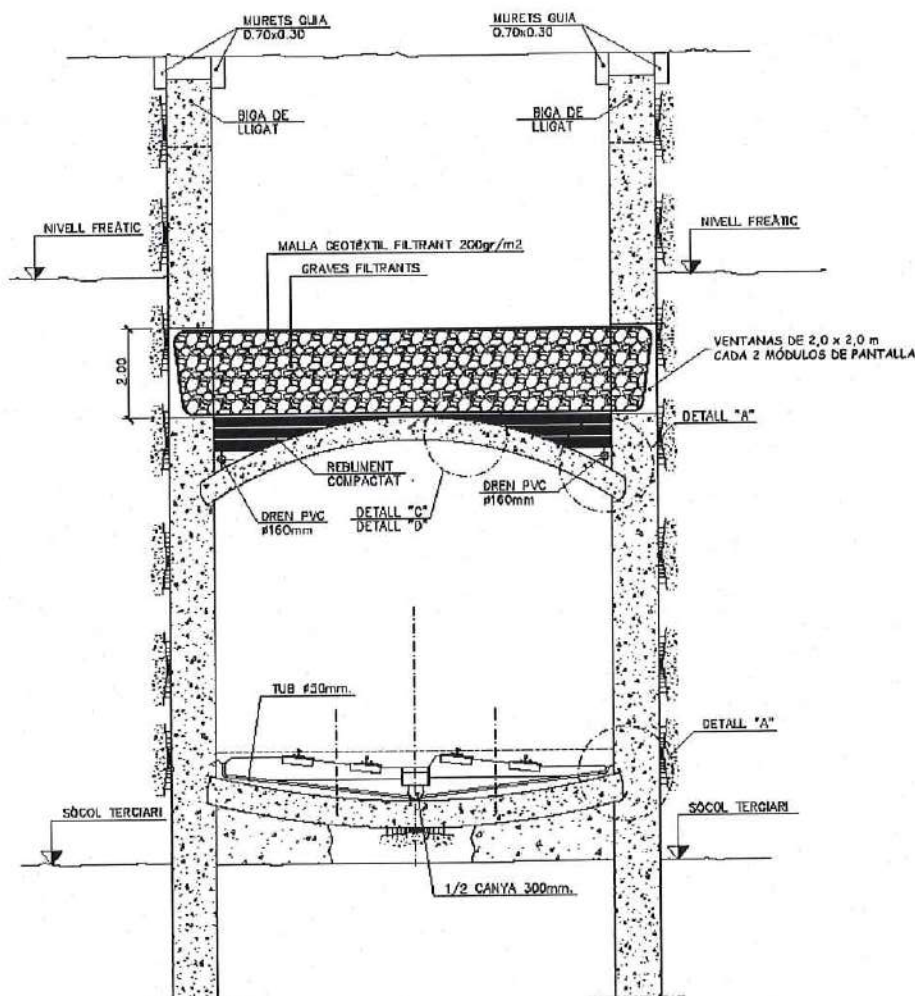 MURETS GUIA
0.70x0.30
MURETS GUIA
0.70x0.30
BIGA DE
LLIGAT
BIGA DE
LLIGAT
NIVELL FREÀTIC
NIVELL FREÀTIC
MALLA GEOTÈXTIL FILTRANT 200gr/m2
GRAVES FILTRANTS
2.00
VENTANAS DE 2,0 x 2,0 m
CADA 2 MÓDULOS DE PANTALLA
DETALL "A"
REBLIMENT
COMPACTAT
DREN PVC
ø160mm
DETALL "C"
DETALL "D"
DREN PVC
ø160mm
TUB ø50mm.
DETALL "A"
SÒCOL TERCIARI
SÒCOL TERCIARI
1/2 CANYA 300mm.